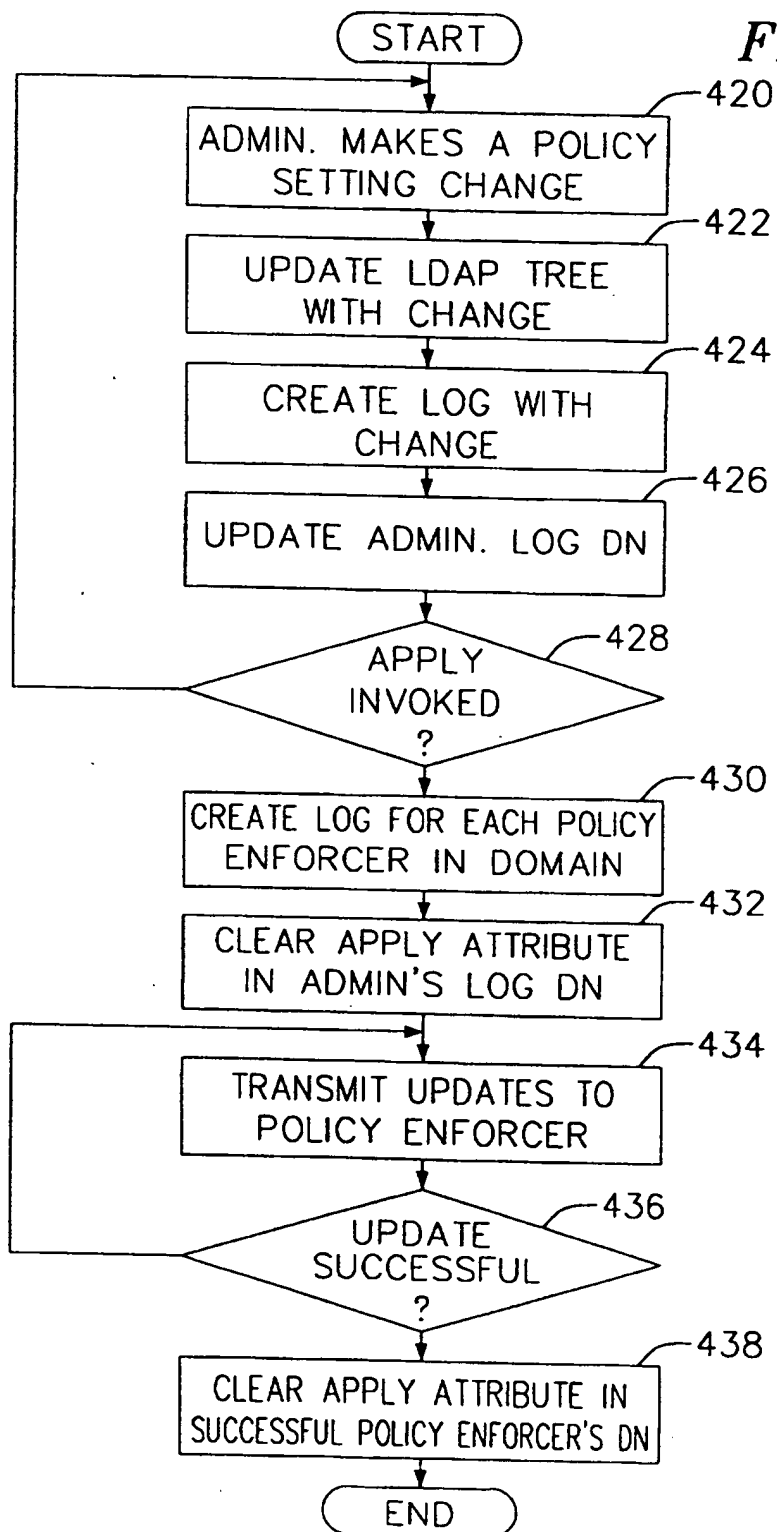 START
F
420
ADMIN. MAKES A POLICY
SETTING CHANGE
422
UPDATE LDAP TREE
WITH CHANGE
424
CREATE LOG WITH
CHANGE
426
UPDATE ADMIN. LOG DN
428
APPLY
INVOKED
?
430
CREATE LOG FOR EACH POLICY
ENFORCER IN DOMAIN
432
CLEAR APPLY ATTRIBUTE
IN ADMIN'S LOG DN
434
TRANSMIT UPDATES TO
POLICY ENFORCER
436
UPDATE
SUCCESSFUL
?
438
CLEAR APPLY ATTRIBUTE IN
SUCCESSFUL POLICY ENFORCER'S DN
END